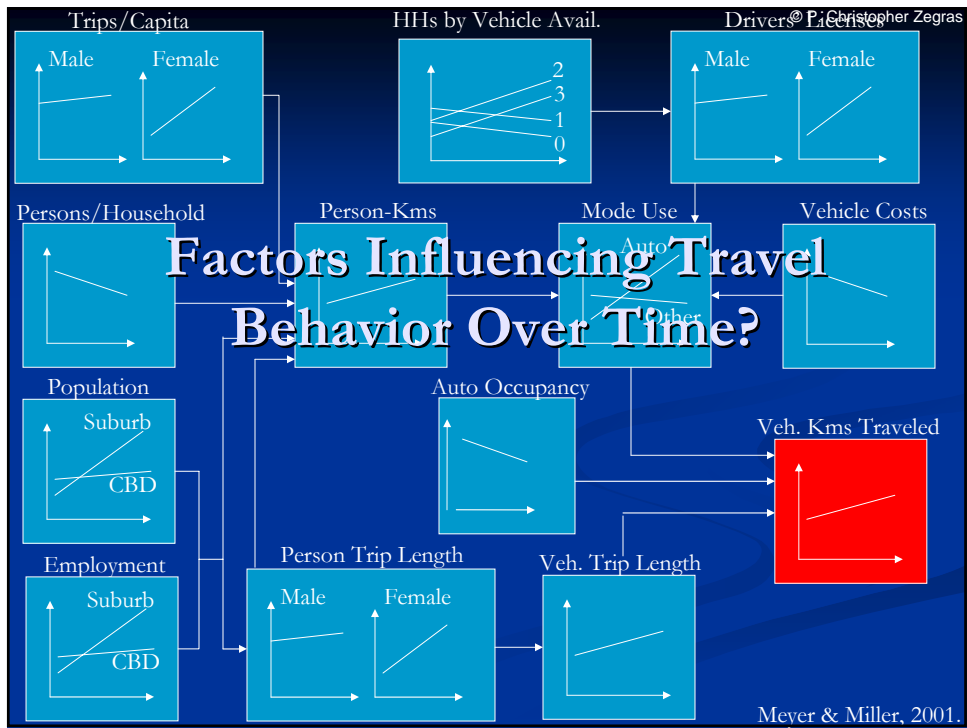 © P. Christopher Zegras
Trips/Capita
HHs by Vehicle Avail.
Drivers' Licenses
Male
Female
2
3
1
0
Male
Female
Persons/Household
Person-Kms
Mode Use
Vehicle Costs
Auto
Other
Factors Influencing Travel
Behavior Over Time?
Population
Suburb
CBD
Auto Occupancy
Veh. Kms Traveled
Employment
Suburb
CBD
Person Trip Length
Male
Female
Veh. Trip Length
Meyer & Miller, 2001.